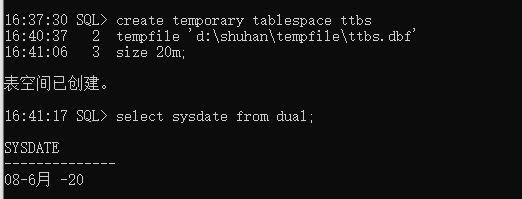 16:37:30 SQL> create temporary tablespace ttbs
16:40:37   2  tempfile 'd:\shuhan\tempfile\ttbs.dbf'
16:41:06   3  size 20m;
表空间已创建。
16:41:17 SQL> select sysdate from dual;
SYSDATE
--------------
08-6月 -20